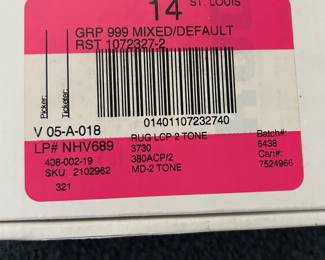 14 ST. LOUIS
GRP 999 MIXED/DEFAULT
RST 1072327-2
Picker:
Ticketer:
01401107232740
V 05-A-018
RUG LCP 2 TONE
Batch#:
LP# NHV689
3730
6438
408-002-19
380ACP/2
Cart#:
SKU 2102962
MD-2 TONE
7524966
321